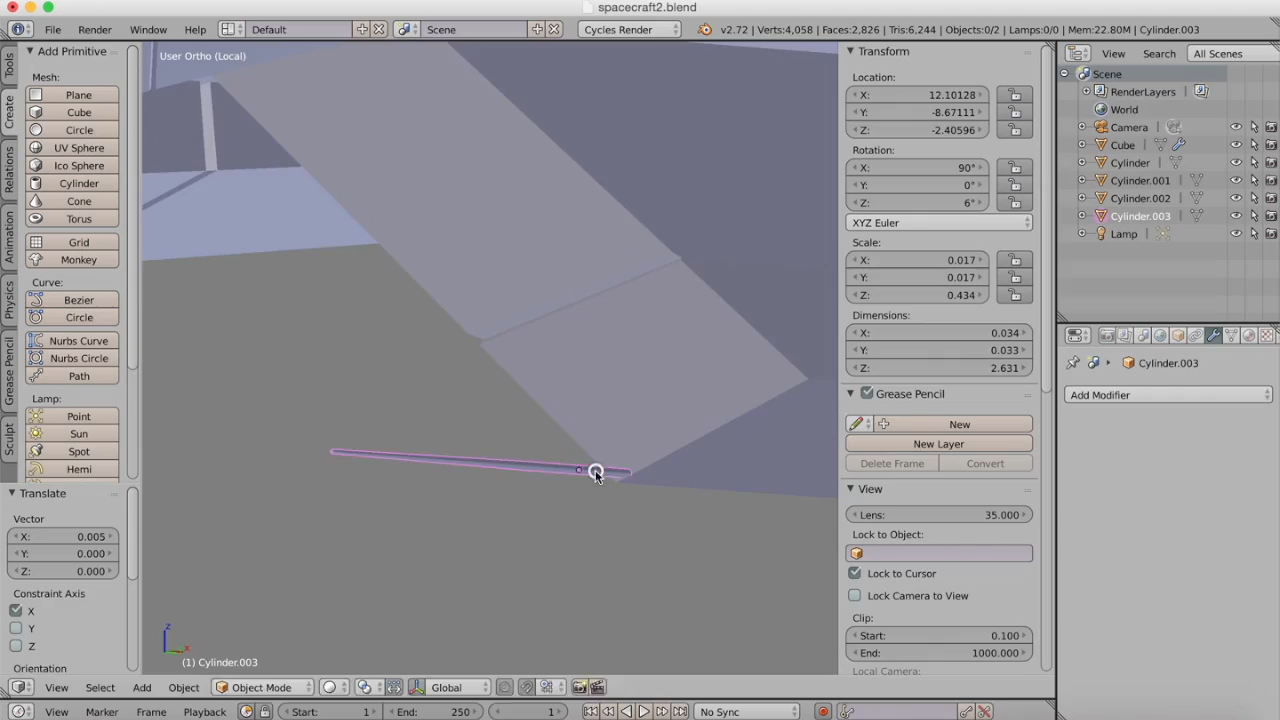 spacecraft2.blend
File Render Window Help Default Scene Cycles Render v2.72 | Verts:4,058 | Faces:2,826 | Tris:6,244 | Objects:0/2 | Lamps:0/0 | Mem:22.80M | Cylinder.003
Tools
Create
Relations
Animation
Physics
Grease Pencil
Sculpt
Add Primitive
Mesh:
Plane
Cube
Circle
UV Sphere
Ico Sphere
Cylinder
Cone
Torus
Grid
Monkey
Curve:
Bezier
Circle
Nurbs Curve
Nurbs Circle
Path
Lamp:
Point
Sun
Spot
Hemi
Translate
Vector
X: 0.005
Y: 0.000
Z: 0.000
Constraint Axis
X
Y
Z
Orientation
User Ortho (Local)
z
x
(1) Cylinder.003
View Select Add Object Object Mode Global
View Marker Frame Playback Start: 1 End: 250 1 No Sync
Transform
Location:
X: 12.10128
Y: -8.67111
Z: -2.40596
Rotation:
X: 90°
Y: 0°
Z: 6°
XYZ Euler
Scale:
X: 0.017
Y: 0.017
Z: 0.434
Dimensions:
X: 0.034
Y: 0.033
Z: 2.631
Grease Pencil
New
New Layer
Delete Frame Convert
View
Lens: 35.000
Lock to Object:
Lock to Cursor
Lock Camera to View
Clip:
Start: 0.100
End: 1000.000
Local Camera:
View Search All Scenes
Scene
RenderLayers
World
Camera
Cube
Cylinder
Cylinder.001
Cylinder.002
Cylinder.003
Lamp
Cylinder.003
Add Modifier